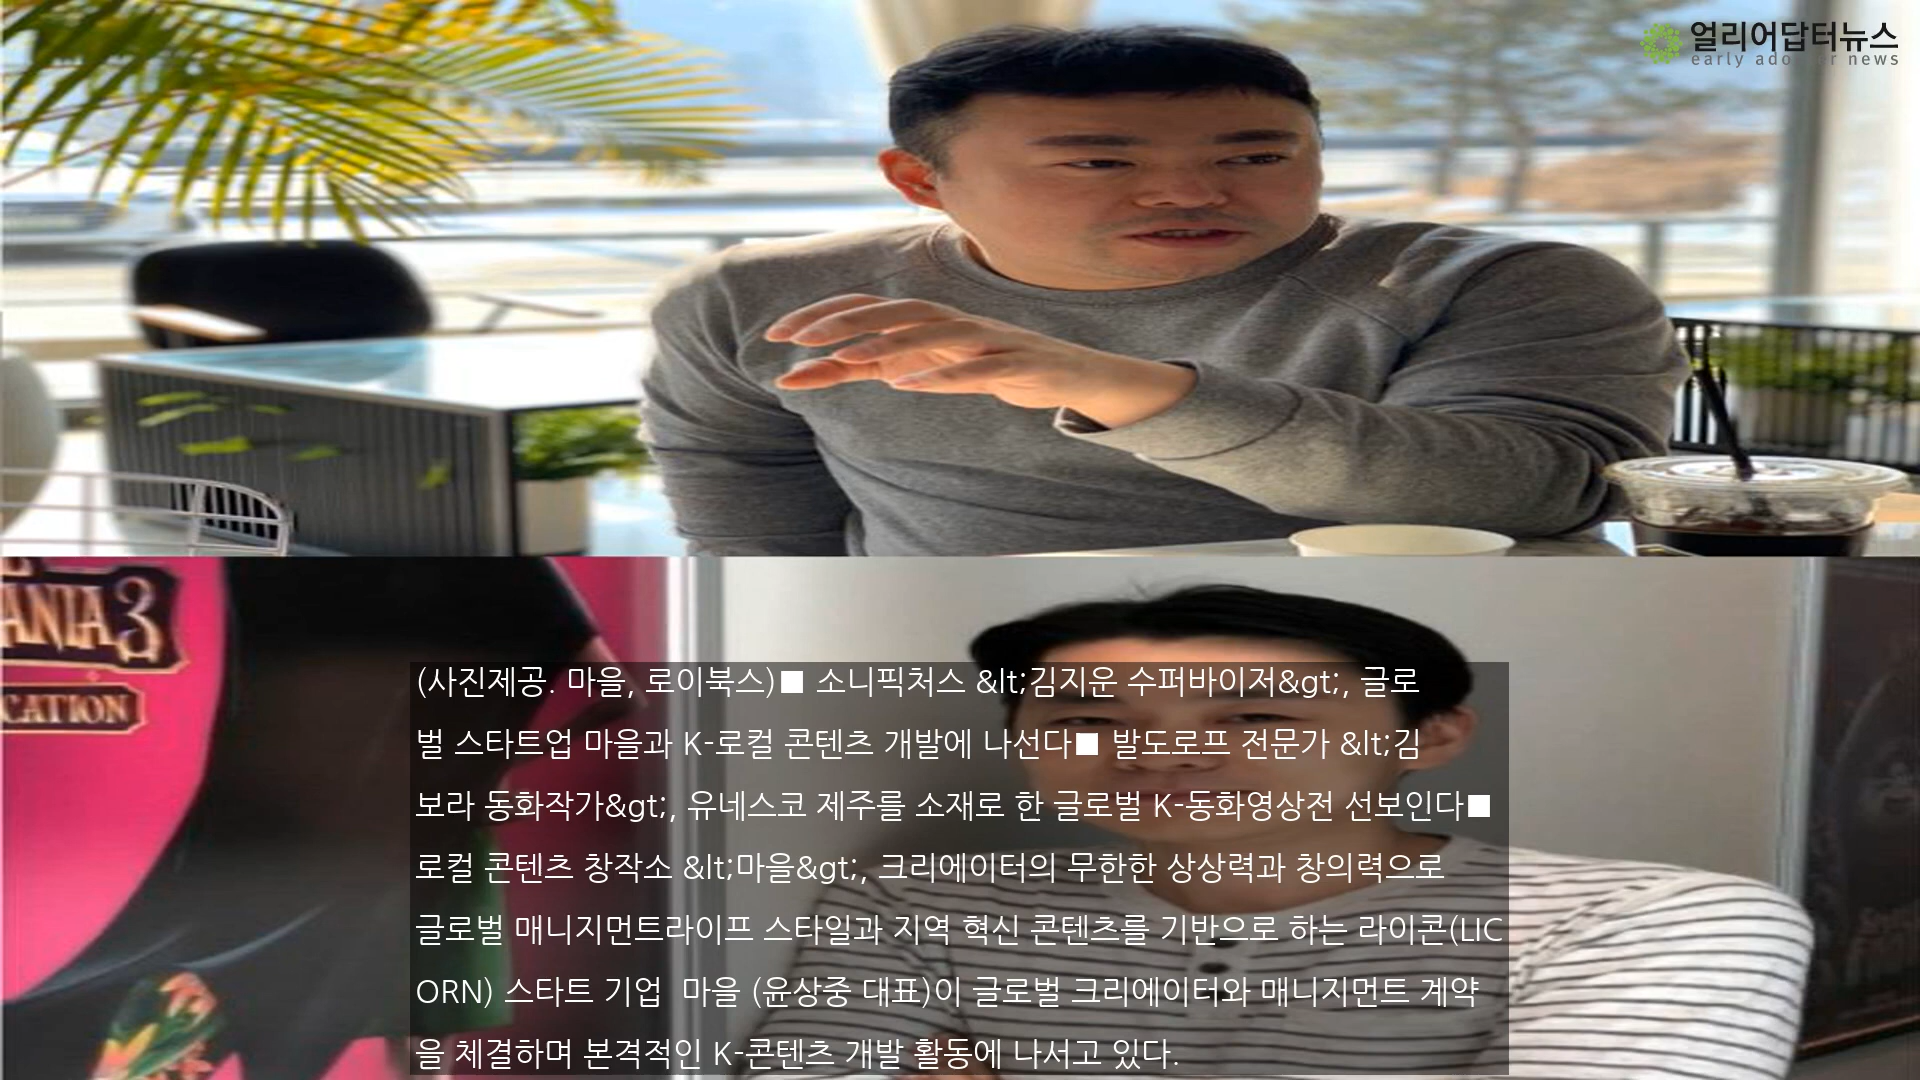 얼리어답터뉴스
early adopter news
ANIA 3
CATION
(사진제공. 마을, 로이북스)■ 소니픽처스 &lt;김지운 수퍼바이저&gt;, 글로
벌 스타트업 마을과 K-로컬 콘텐츠 개발에 나선다■ 발도로프 전문가 &lt;김
보라 동화작가&gt;, 유네스코 제주를 소재로 한 글로벌 K-동화영상전 선보인다■
로컬 콘텐츠 창작소 &lt;마을&gt;, 크리에이터의 무한한 상상력과 창의력으로
글로벌 매니지먼트라이프 스타일과 지역 혁신 콘텐츠를 기반으로 하는 라이콘(LIC
ORN) 스타트 기업  마을 (윤상중 대표)이 글로벌 크리에이터와 매니지먼트 계약
을 체결하며 본격적인 K-콘텐츠 개발 활동에 나서고 있다.